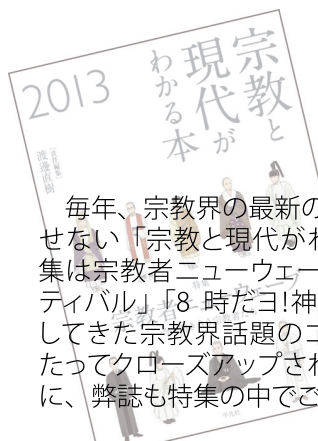 2013
宗教と
現代が
わかる本
渡邊直樹
毎年、宗教界の最新の
せない「宗教と現代がわ
集は宗教者ニューウェー
ティバル」「8 時だヨ!神
してきた宗教界話題のコ
たってクローズアップされ
に、弊誌も特集の中でご
平凡社